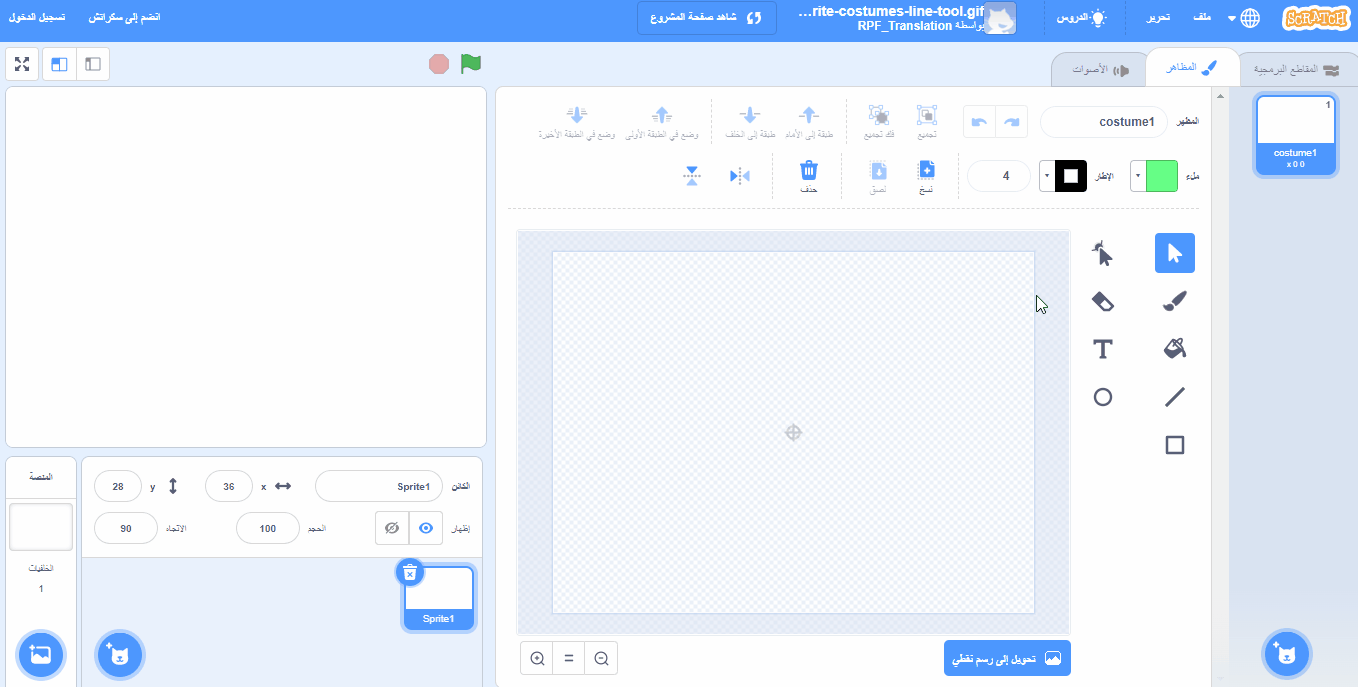 SCRATCH
ملف
تحرير
الدروس
...rite-costumes-line-tool.gif
بواسطة RPF_Translation
شاهد صفحة المشروع
انضم إلى سكراتش
تسجيل الدخول
المقاطع البرمجية
المظاهر
الأصوات
1
costume1
0 x 0
المظهر
costume1
تجميع
فك تجميع
طبقة إلى الأمام
طبقة إلى الخلف
وضع في الطبقة الأولى
وضع في الطبقة الأخيرة
ملء
الإطار
4
نسخ
لصق
حذف
T
تحويل إلى رسم نقطي
الكائن
Sprite1
x
36
y
28
إظهار
الحجم
100
الاتجاه
90
Sprite1
المنصة
الخلفيات
1